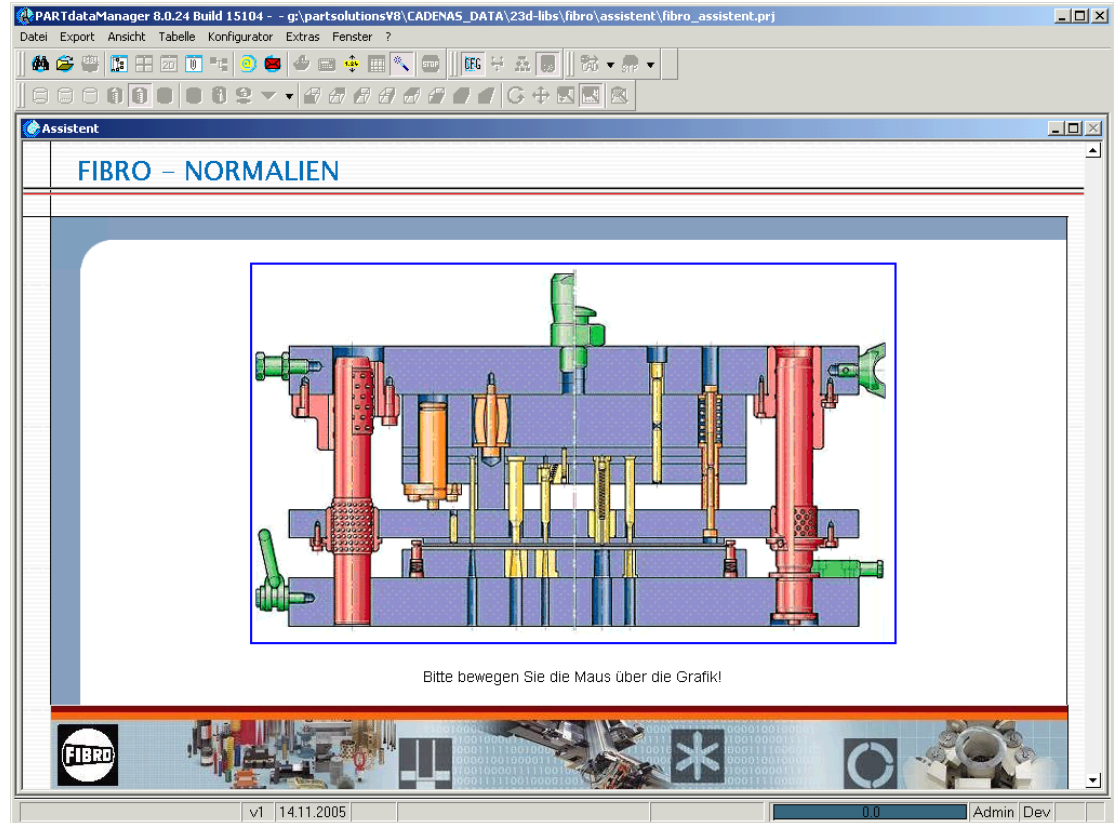 PARTdataManager 8.0.24 Build 15104 - - g:\partsolutionsV8\CADENAS_DATA\23d-libs\fibro\assistent\fibro_assistent.prj
Datei Export Ansicht Tabelle Konfigurator Extras Fenster ?
Assistent
FIBRO – NORMALIEN
Bitte bewegen Sie die Maus über die Grafik!
FIBRO
v1 14.11.2005 0.0 Admin Dev